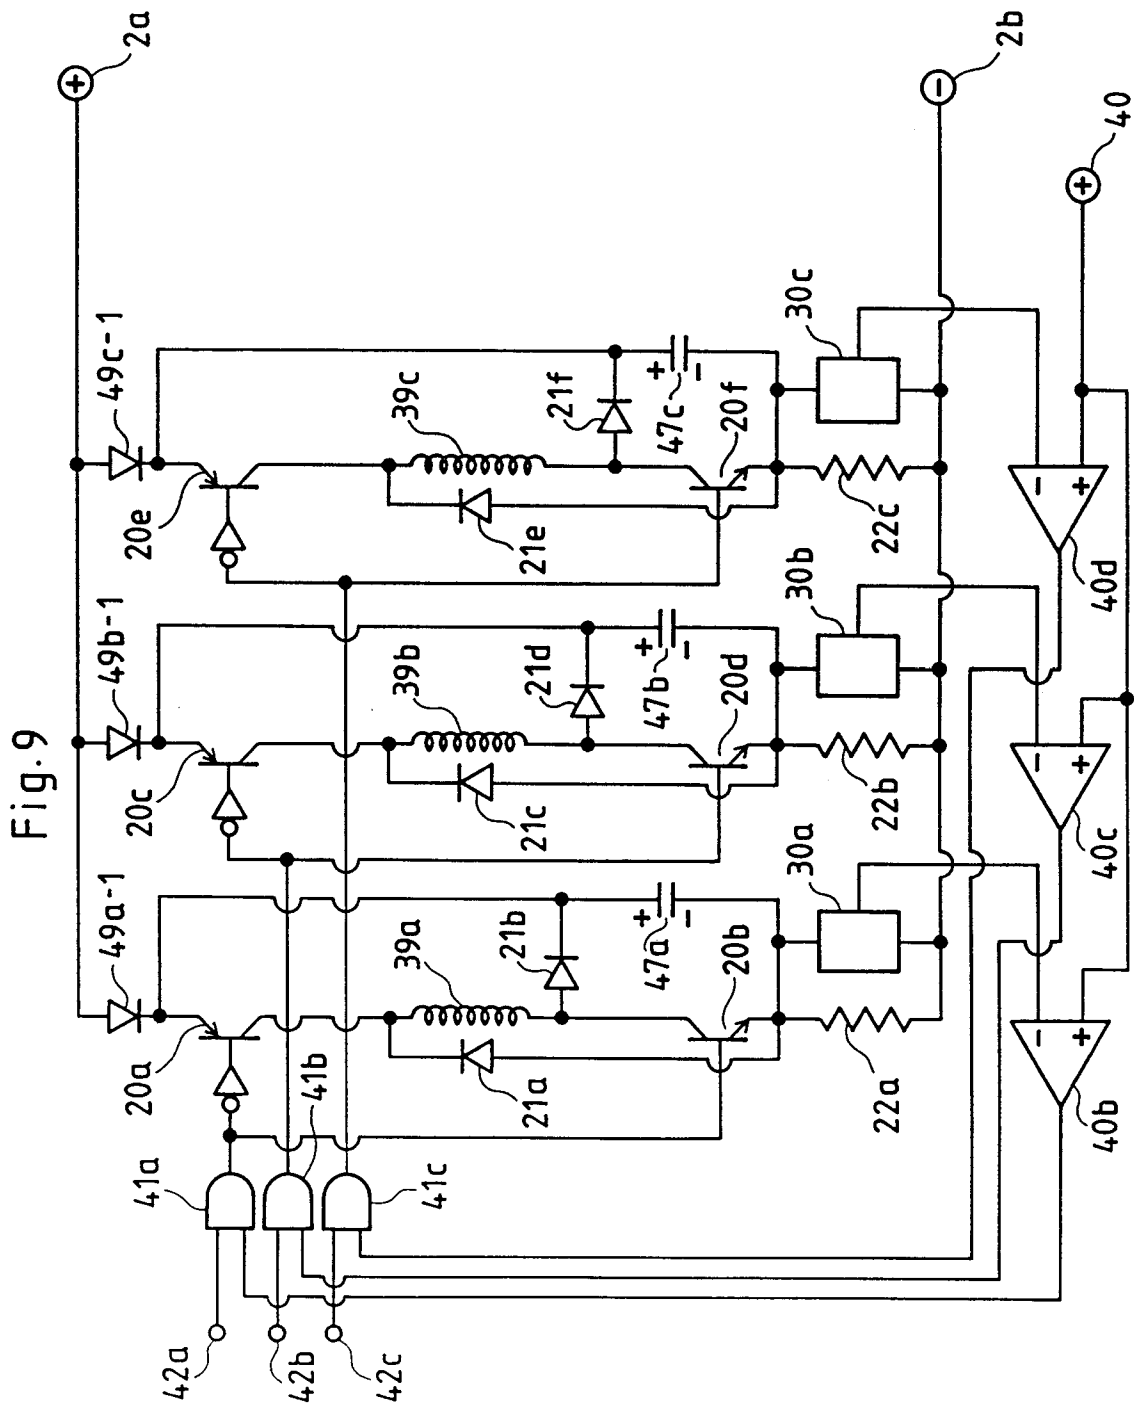 Fig.9
2a
49a-1
49b-1
49c-1
20a
20c
20e
41a
41b
41c
42a
42b
42c
39a
39b
39c
21a
21b
21c
21d
21e
21f
47a
47b
47c
20b
20d
20f
22a
22b
22c
30a
30b
30c
2b
40
40b
40c
40d
+
−
+
+
−
+
−
+
−
−
+
−
+
−
+